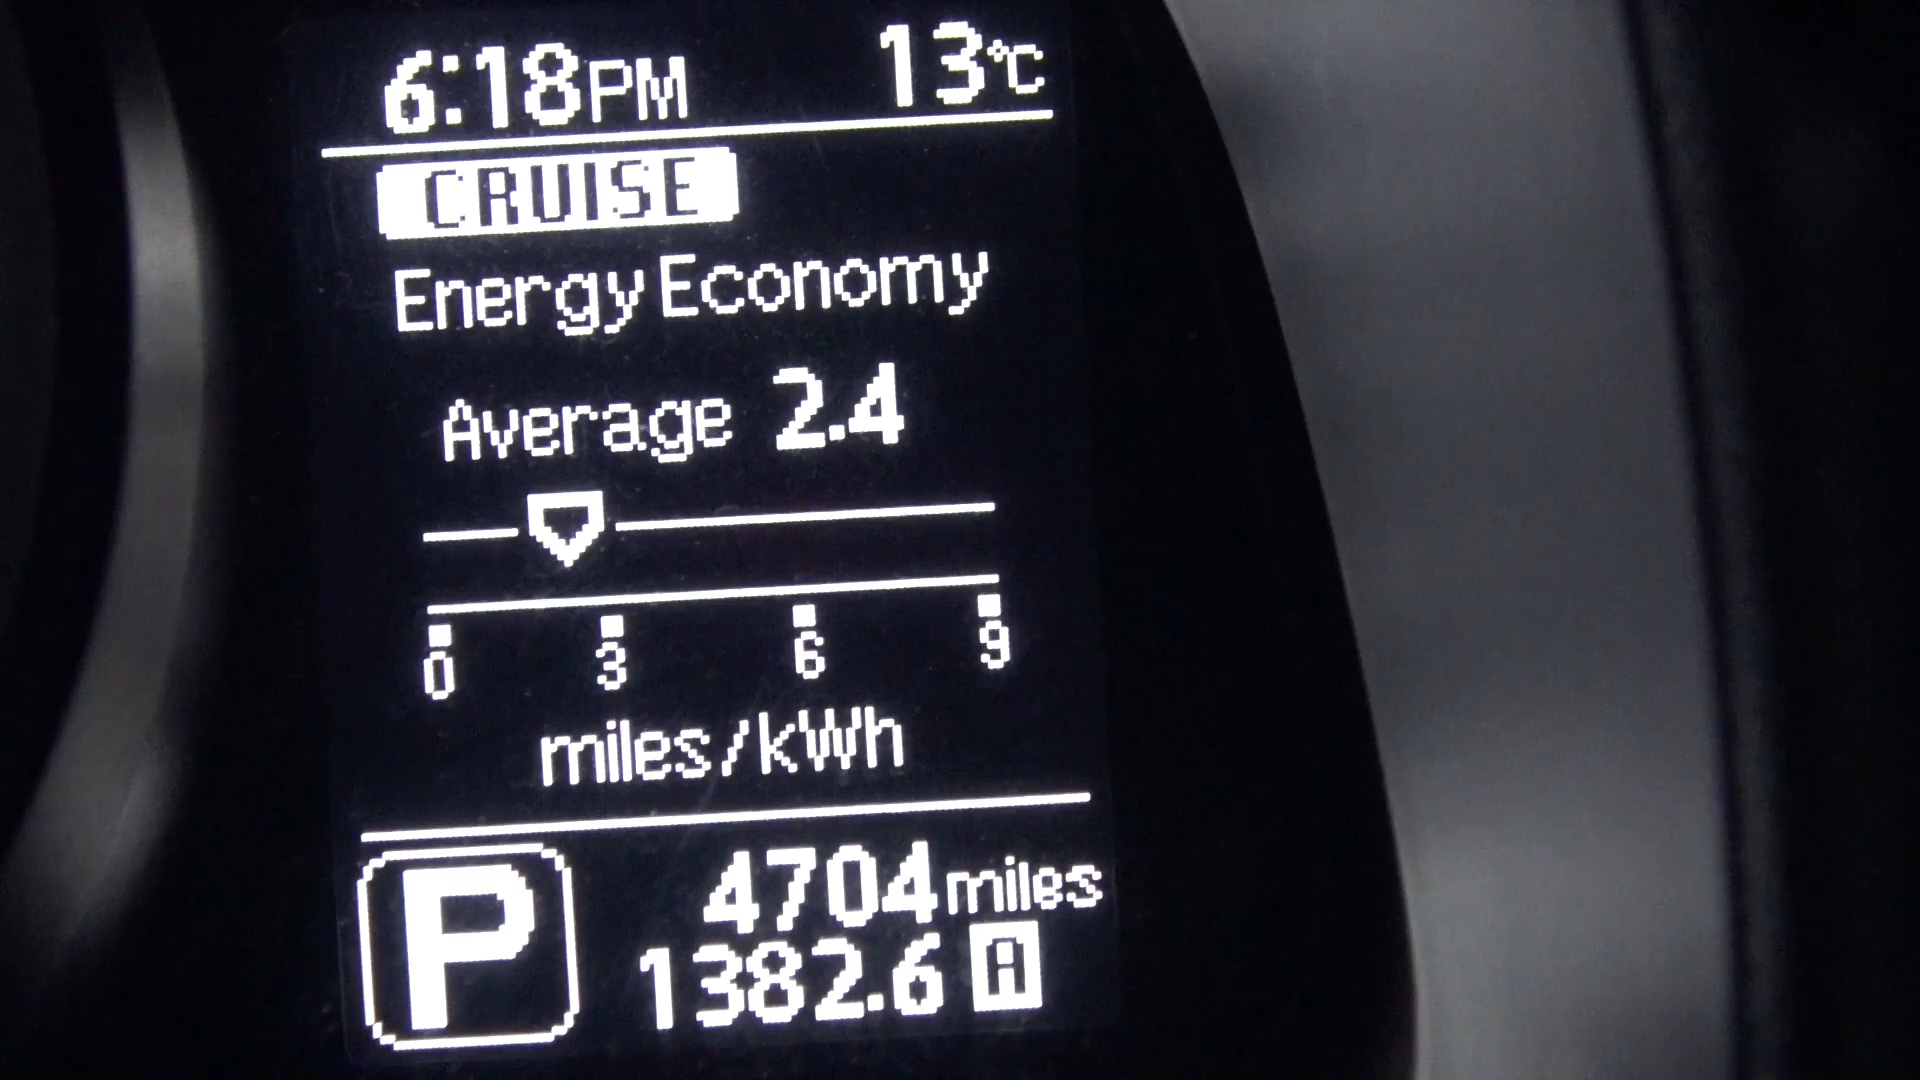 6:18PM 13°C
CRUISE
Energy Economy
Average 2.4
0 3 6 9
miles/kWh
P 4704miles
1382.6 A